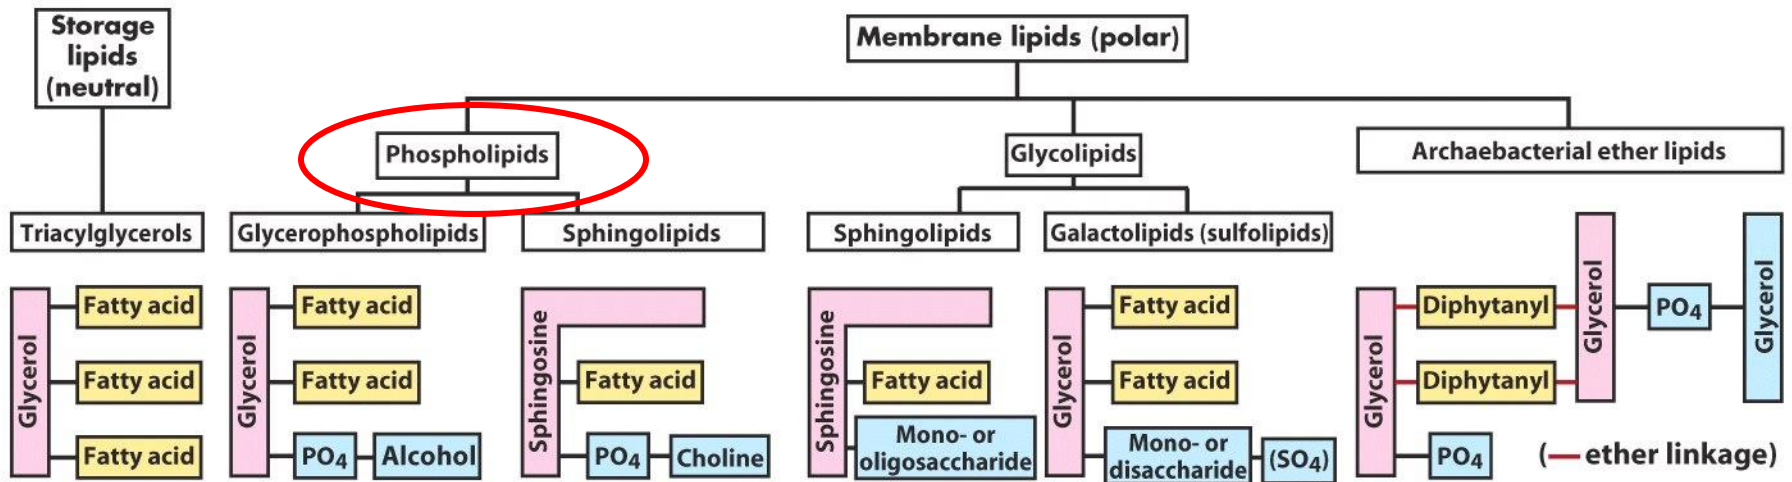 Storage
lipids
(neutral)
Membrane lipids (polar)
Phospholipids
Glycolipids
Archaebacterial ether lipids
Triacylglycerols
Glycerophospholipids
Sphingolipids
Sphingolipids
Galactolipids (sulfolipids)
Glycerol
Fatty acid
Fatty acid
Fatty acid
Glycerol
Fatty acid
Fatty acid
PO4
Alcohol
Sphingosine
Fatty acid
PO4
Choline
Sphingosine
Fatty acid
Mono- or
oligosaccharide
Glycerol
Fatty acid
Fatty acid
Mono- or
disaccharide
(SO4)
Glycerol
Diphytanyl
Diphytanyl
PO4
Glycerol
PO4
Glycerol
(— ether linkage)